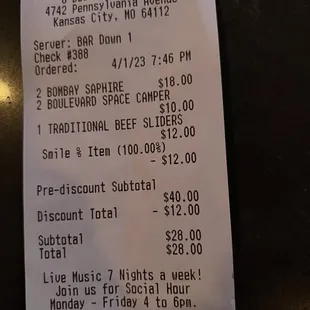 4742 Pennsylvania Avenue
Kansas City, MO 64112
Server: BAR Down 1
Check #388
Ordered: 4/1/23 7:46 PM
2 BOMBAY SAPHIRE $18.00
2 BOULEVARD SPACE CAMPER
$10.00
1 TRADITIONAL BEEF SLIDERS
$12.00
Smile % Item (100.00%)
- $12.00
Pre-discount Subtotal
$40.00
Discount Total - $12.00
Subtotal $28.00
Total $28.00
Live Music 7 Nights a week!
Join us for Social Hour
Monday - Friday 4 to 6pm.